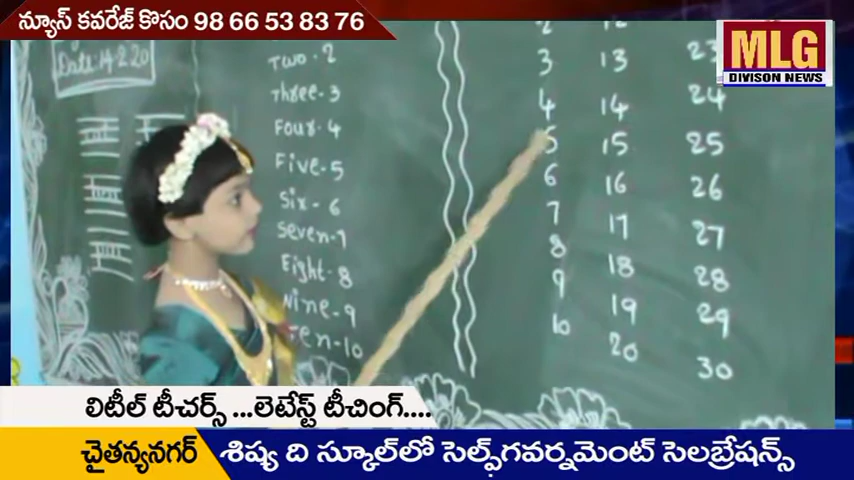 న్యూస్ కవరేజ్ కొసం 98 66 53 83 76
MLG
DIVISON NEWS
Date:14.2.20
Two-2
Three-3
Four-4
Five-5
Six-6
Seven-7
Eight-8
Nine-9
Ten-10
3 13 23
4 14 24
5 15 25
6 16 26
7 17 27
8 18 28
9 19 29
10 20 30
లిటిల్ టీచర్స్ ...లెటేస్ట్ టీచింగ్....
చైతన్యనగర్
శిష్య ది స్కూల్‌లో సెల్ఫ్‌గవర్నమెంట్ సెలబ్రేషన్స్